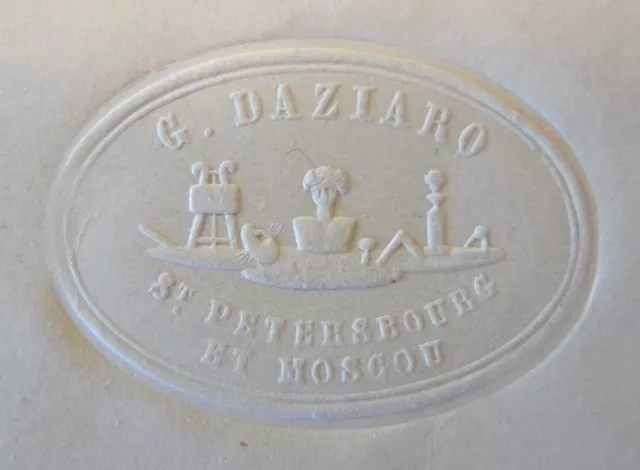 G. DAZIARO
ST PETERSBOURG
ET MOSCOU